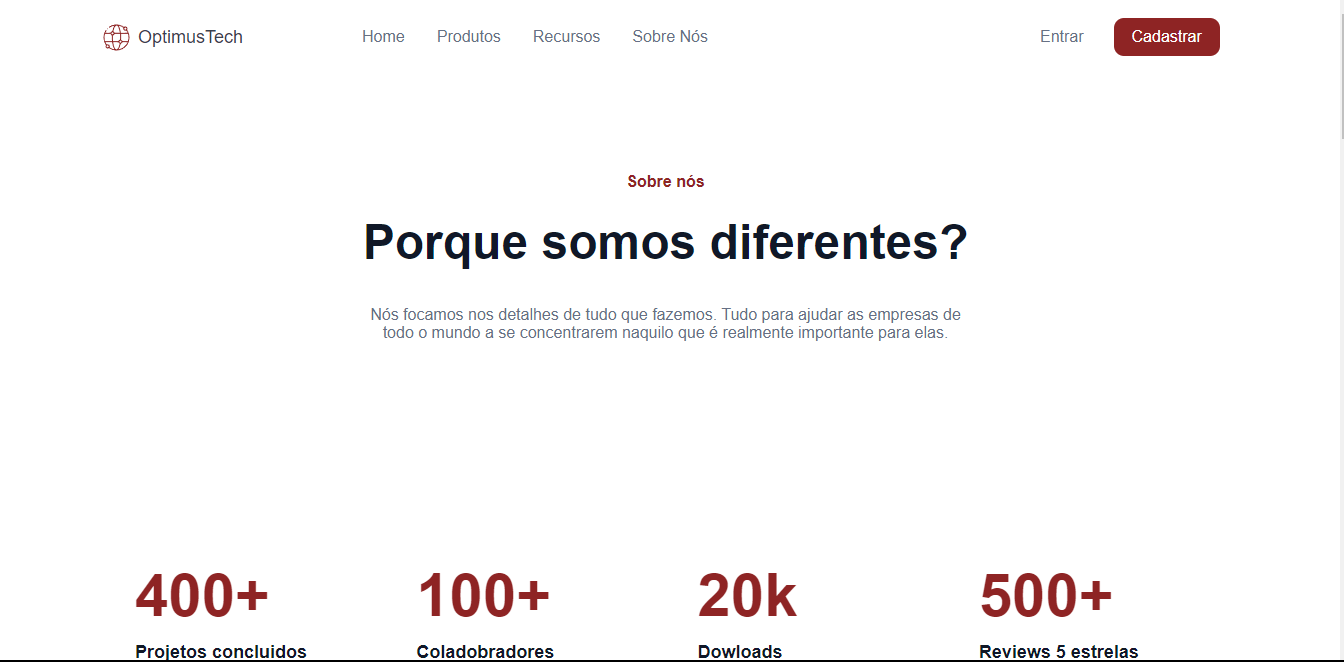 OptimusTech
Home Produtos Recursos Sobre Nós
Entrar Cadastrar
Sobre nós
Porque somos diferentes?
Nós focamos nos detalhes de tudo que fazemos. Tudo para ajudar as empresas de
todo o mundo a se concentrarem naquilo que é realmente importante para elas.
400+ 100+ 20k 500+
Projetos concluidos Coladobradores Dowloads Reviews 5 estrelas